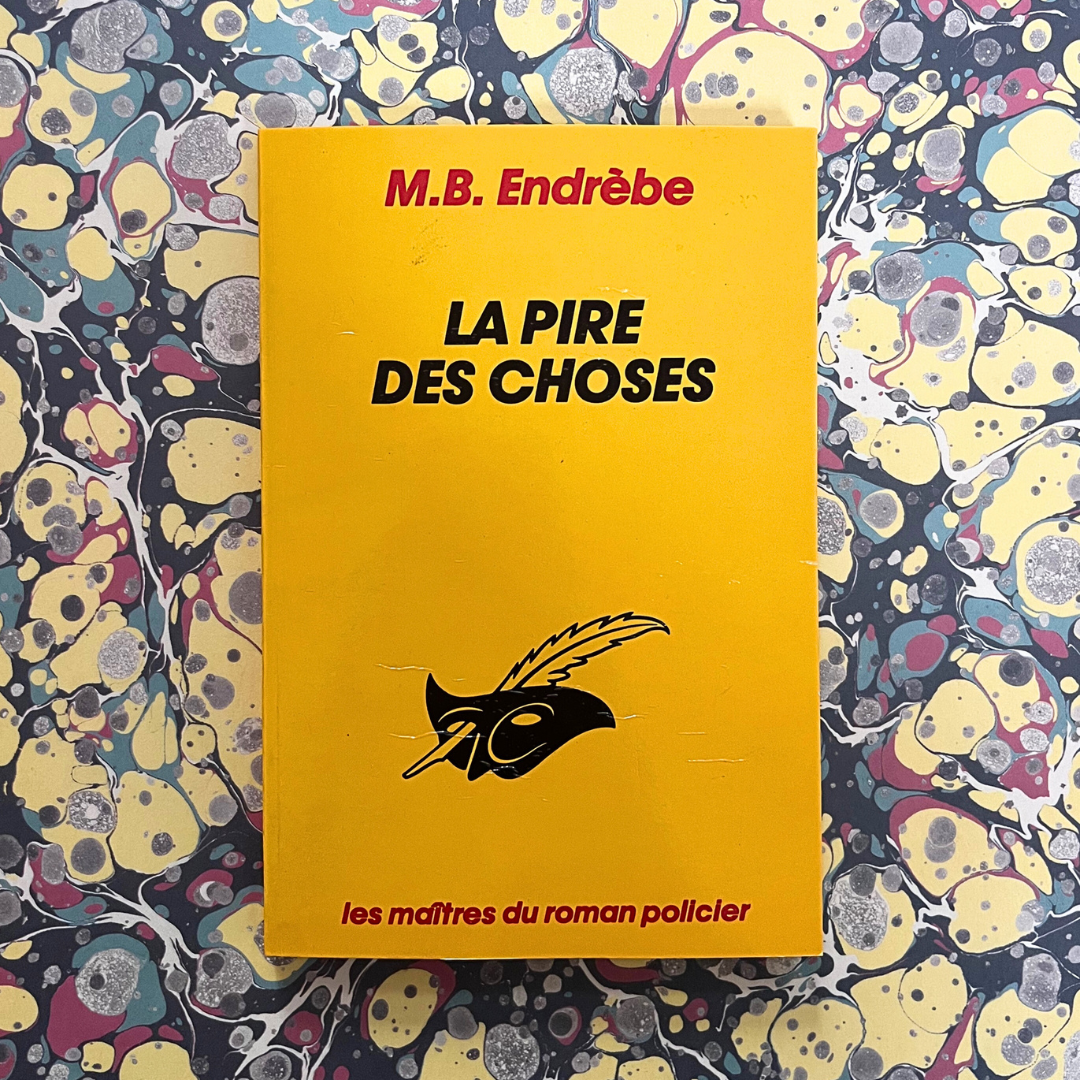 M.B. Endrèbe
LA PIRE
DES CHOSES
les maîtres du roman policier